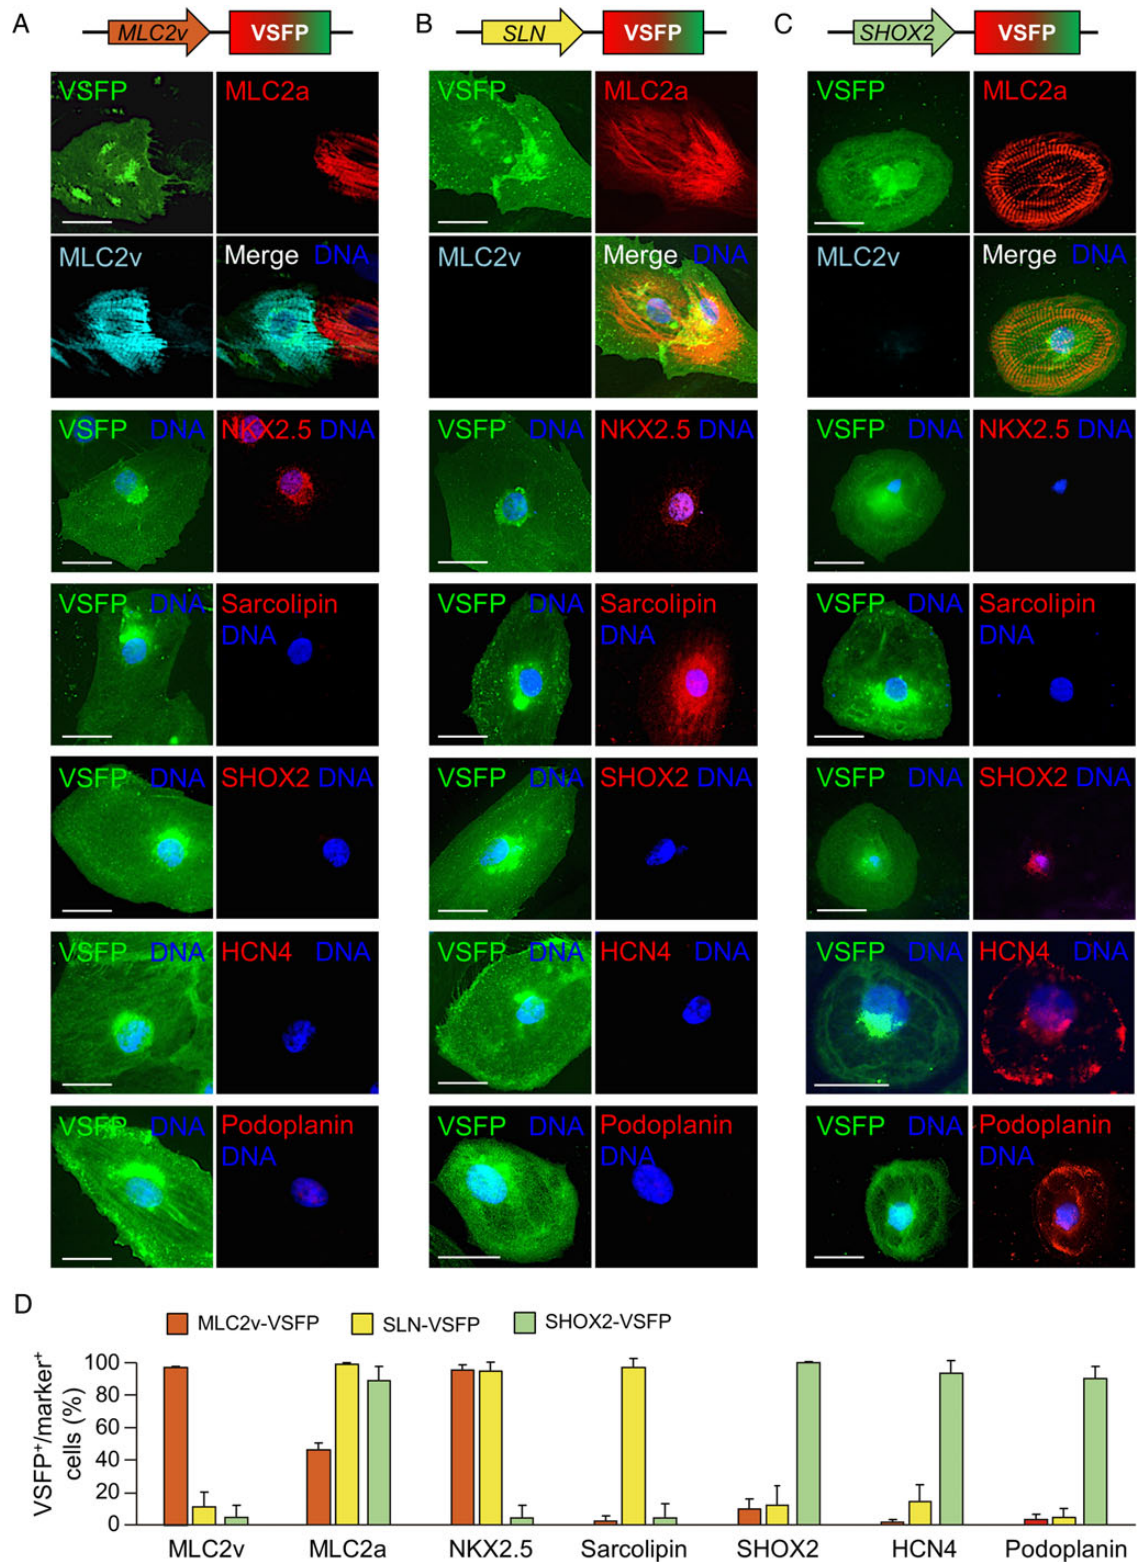 A
MLC2v
VSFP
B
SLN
VSFP
C
SHOX2
VSFP
VSFP
MLC2a
VSFP
MLC2a
VSFP
MLC2a
MLC2v
Merge DNA
MLC2v
Merge DNA
MLC2v
Merge DNA
VSFP DNA
NKX2.5 DNA
VSFP DNA
NKX2.5 DNA
VSFP DNA
NKX2.5 DNA
VSFP DNA
Sarcolipin
DNA
VSFP DNA
Sarcolipin
DNA
VSFP DNA
Sarcolipin
DNA
VSFP DNA
SHOX2 DNA
VSFP DNA
SHOX2 DNA
VSFP DNA
SHOX2 DNA
VSFP DNA
HCN4 DNA
VSFP DNA
HCN4 DNA
VSFP DNA
HCN4 DNA
VSFP DNA
Podoplanin
DNA
VSFP DNA
Podoplanin
DNA
VSFP DNA
Podoplanin
DNA
D
MLC2v-VSFP
SLN-VSFP
SHOX2-VSFP
VSFP⁺/marker⁺
cells (%)
100
80
60
40
20
0
MLC2v
MLC2a
NKX2.5
Sarcolipin
SHOX2
HCN4
Podoplanin